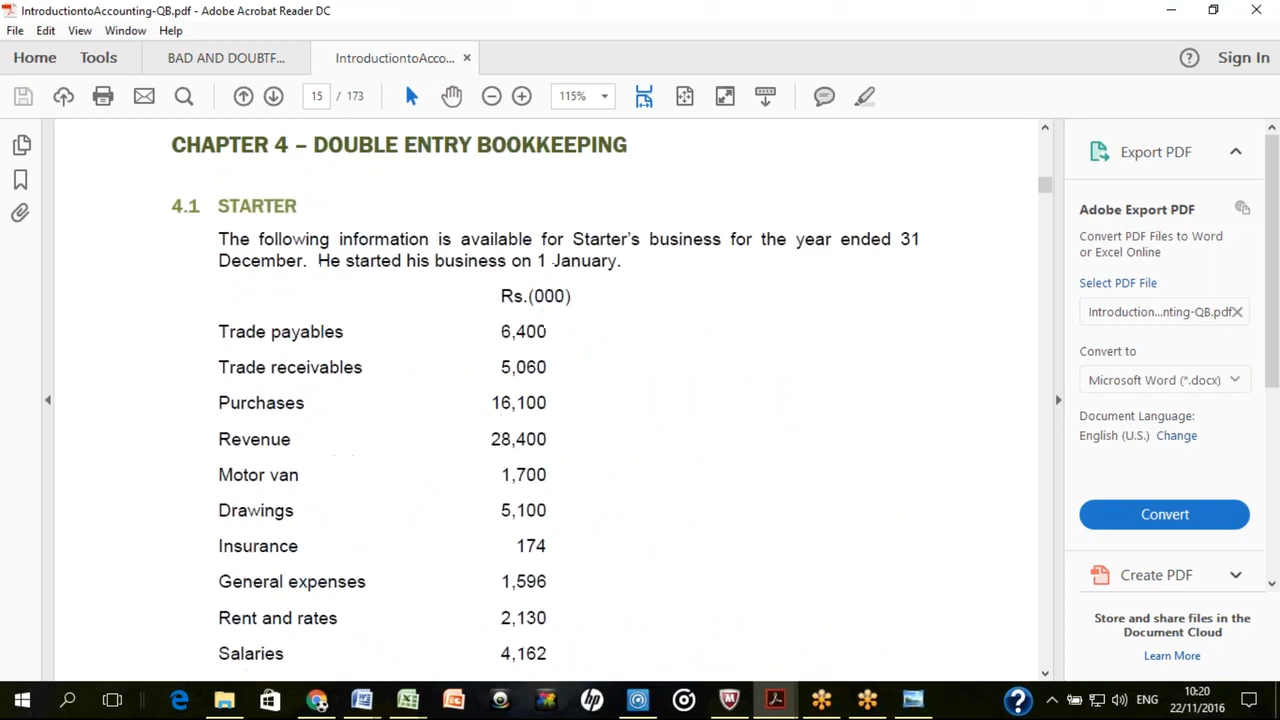 IntroductiontoAccounting-QB.pdf - Adobe Acrobat Reader DC
File Edit View Window Help
Home Tools BAD AND DOUBTF... IntroductiontoAcco... × ? Sign In
15 / 173 115%
CHAPTER 4 – DOUBLE ENTRY BOOKKEEPING
4.1 STARTER
The following information is available for Starter's business for the year ended 31
December. He started his business on 1 January.
Rs.(000)
Trade payables 6,400
Trade receivables 5,060
Purchases 16,100
Revenue 28,400
Motor van 1,700
Drawings 5,100
Insurance 174
General expenses 1,596
Rent and rates 2,130
Salaries 4,162
Export PDF
Adobe Export PDF
Convert PDF Files to Word
or Excel Online
Select PDF File
Introduction...nting-QB.pdf ×
Convert to
Microsoft Word (*.docx)
Document Language:
English (U.S.) Change
Convert
Create PDF
Store and share files in the
Document Cloud
Learn More
hp ? ENG 10:20
22/11/2016